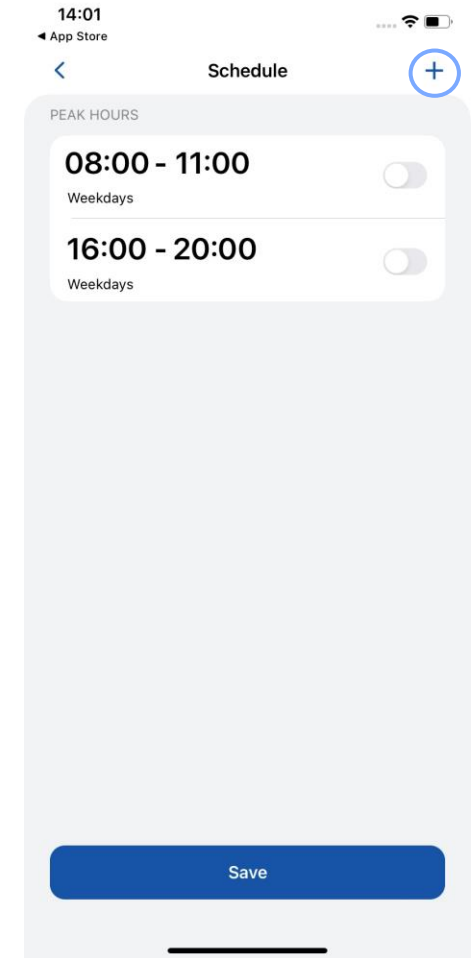 14:01
◀ App Store
Schedule
PEAK HOURS
08:00 - 11:00
Weekdays
16:00 - 20:00
Weekdays
Save